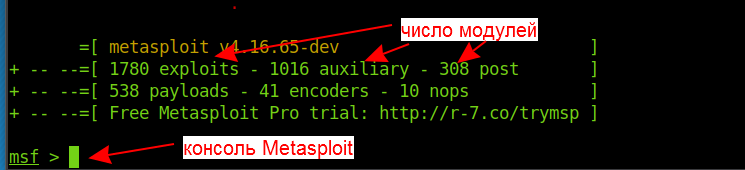 число модулей
=[ metasploit v4.16.65-dev ]
+ -- --=[ 1780 exploits - 1016 auxiliary - 308 post ]
+ -- --=[ 538 payloads - 41 encoders - 10 nops ]
+ -- --=[ Free Metasploit Pro trial: http://r-7.co/trymsp ]
msf > консоль Metasploit